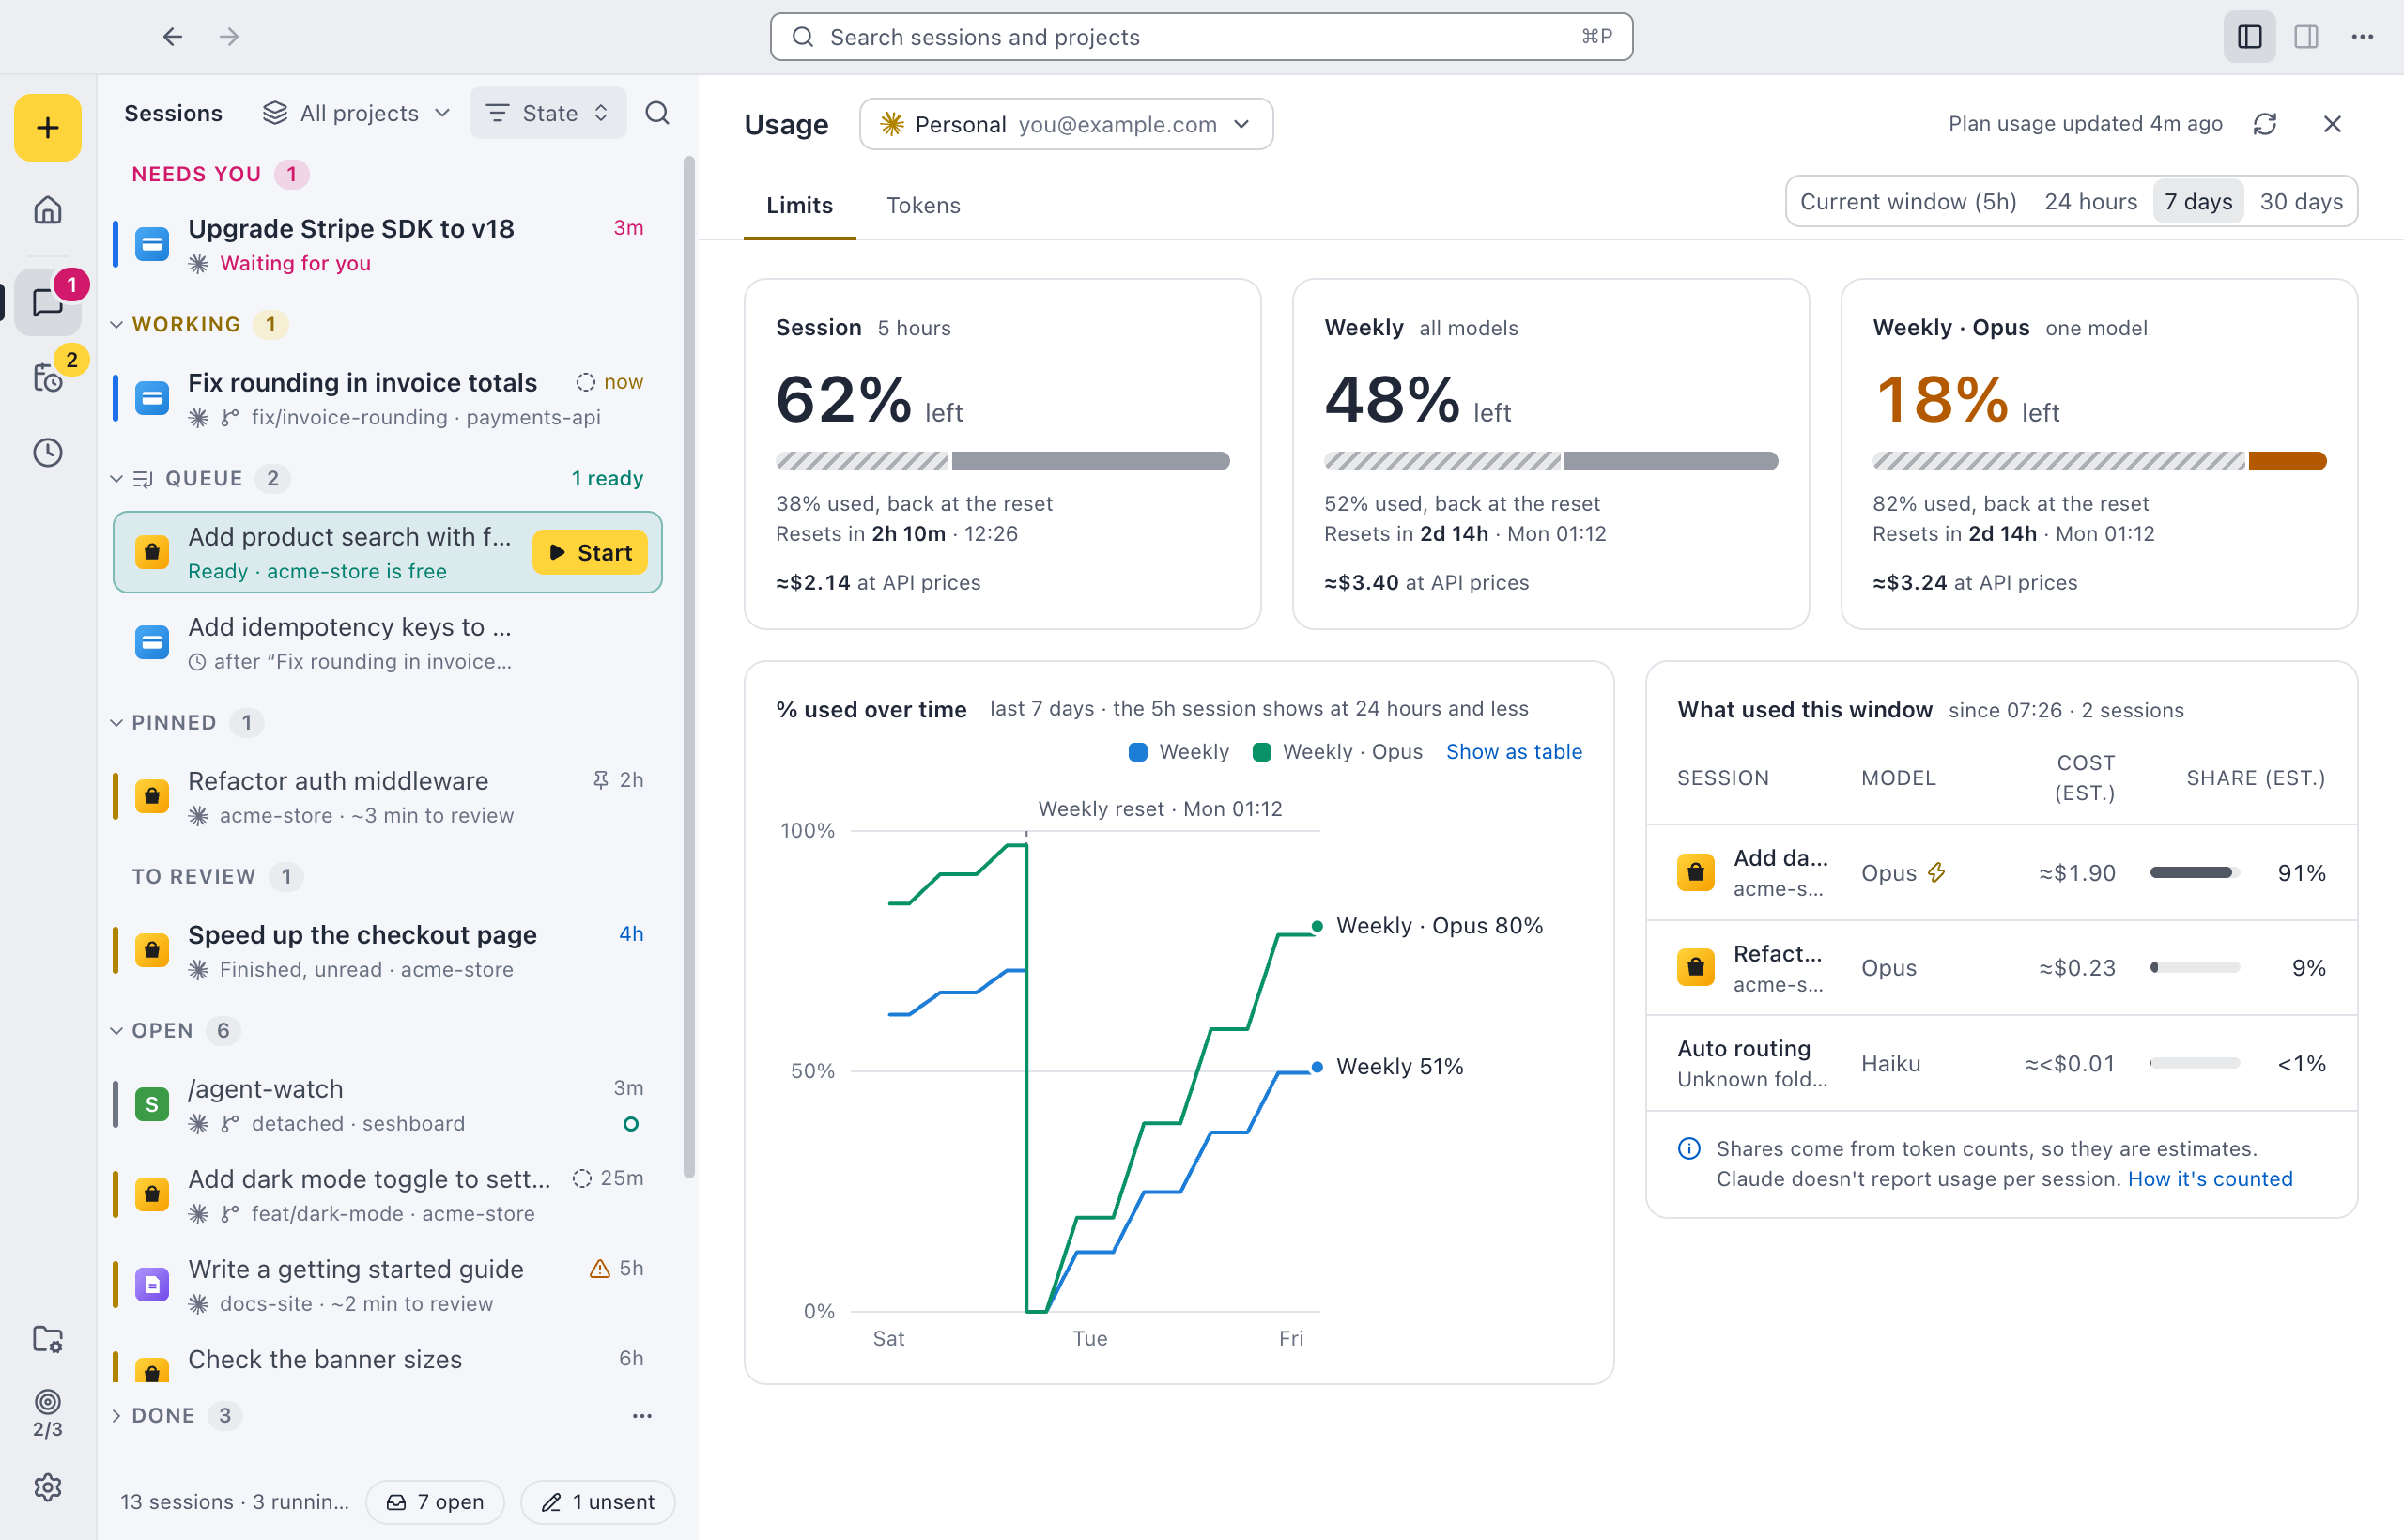 Search sessions and projects ⌘P
Sessions All projects State
NEEDS YOU 1
Upgrade Stripe SDK to v18 3m
Waiting for you
1
WORKING 1
2
Fix rounding in invoice totals now
fix/invoice-rounding · payments-api
QUEUE 2 1 ready
Add product search with f...
Ready · acme-store is free
Start
Add idempotency keys to ...
after “Fix rounding in invoice...
PINNED 1
Refactor auth middleware 2h
acme-store · ~3 min to review
TO REVIEW 1
Speed up the checkout page 4h
Finished, unread · acme-store
OPEN 6
/agent-watch 3m
S
detached · seshboard
Add dark mode toggle to sett... 25m
feat/dark-mode · acme-store
Write a getting started guide 5h
docs-site · ~2 min to review
Check the banner sizes 6h
DONE 3
2/3
13 sessions · 3 runnin... 7 open 1 unsent
Usage Personal you@example.com
Plan usage updated 4m ago
Limits Tokens
Current window (5h) 24 hours 7 days 30 days
Session 5 hours
62% left
38% used, back at the reset
Resets in 2h 10m · 12:26
≈$2.14 at API prices
Weekly all models
48% left
52% used, back at the reset
Resets in 2d 14h · Mon 01:12
≈$3.40 at API prices
Weekly · Opus one model
18% left
82% used, back at the reset
Resets in 2d 14h · Mon 01:12
≈$3.24 at API prices
% used over time last 7 days · the 5h session shows at 24 hours and less
Weekly Weekly · Opus Show as table
Weekly reset · Mon 01:12
100%
Weekly · Opus 80%
50%
Weekly 51%
0%
Sat Tue Fri
What used this window since 07:26 · 2 sessions
SESSION MODEL COST (EST.) SHARE (EST.)
Add da...
acme-s...
Opus ≈$1.90 91%
Refact...
acme-s...
Opus ≈$0.23 9%
Auto routing
Unknown fold...
Haiku ≈<$0.01 <1%
Shares come from token counts, so they are estimates.
Claude doesn't report usage per session. How it's counted